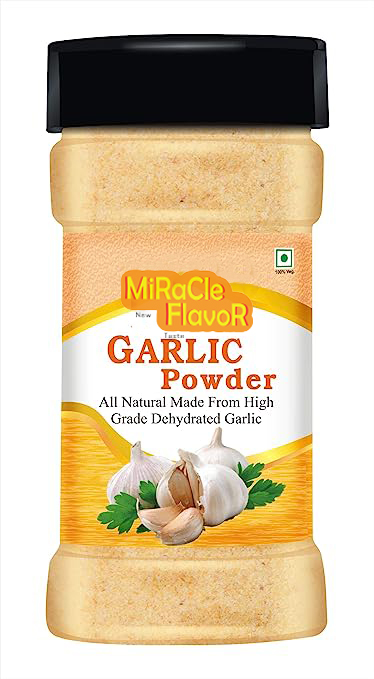 100% Veg
MiRaCle
New
FlavoR
Taste
GARLIC
Powder
All Natural Made From High
Grade Dehydrated Garlic